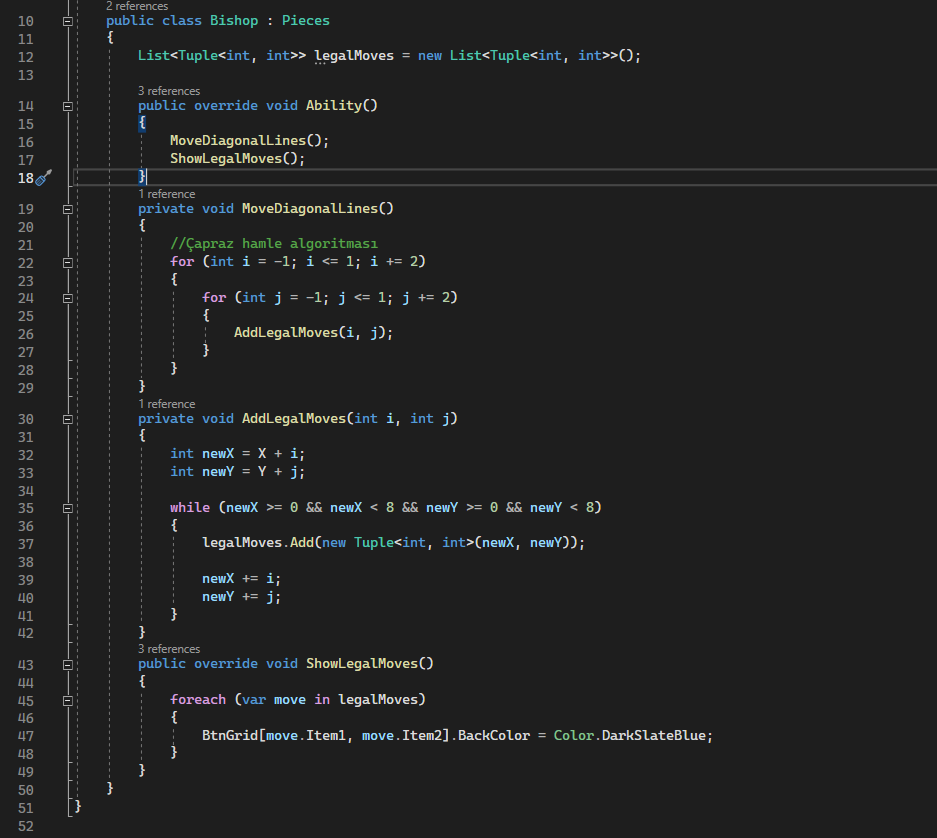 2 references
10 public class Bishop : Pieces
11 {
12 List<Tuple<int, int>> legalMoves = new List<Tuple<int, int>>();
13
3 references
14 public override void Ability()
15 {
16 MoveDiagonalLines();
17 ShowLegalMoves();
18 }
1 reference
19 private void MoveDiagonalLines()
20 {
21 //Çapraz hamle algoritması
22 for (int i = -1; i <= 1; i += 2)
23 {
24 for (int j = -1; j <= 1; j += 2)
25 {
26 AddLegalMoves(i, j);
27 }
28 }
29 }
1 reference
30 private void AddLegalMoves(int i, int j)
31 {
32 int newX = X + i;
33 int newY = Y + j;
34
35 while (newX >= 0 && newX < 8 && newY >= 0 && newY < 8)
36 {
37 legalMoves.Add(new Tuple<int, int>(newX, newY));
38
39 newX += i;
40 newY += j;
41 }
42 }
3 references
43 public override void ShowLegalMoves()
44 {
45 foreach (var move in legalMoves)
46 {
47 BtnGrid[move.Item1, move.Item2].BackColor = Color.DarkSlateBlue;
48 }
49 }
50 }
51 }
52